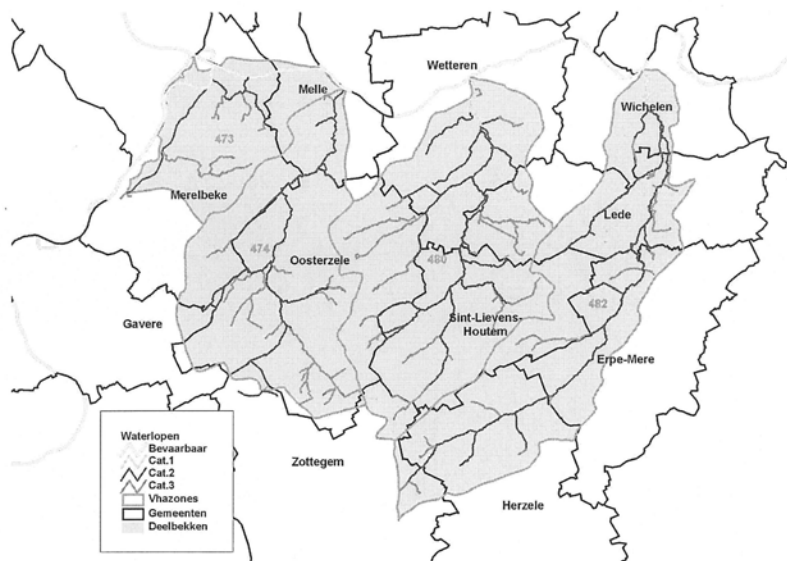 Wetteren
Melle
Wichelen
473
Merelbeke
Lede
474
Oosterzele
480
482
Sint-Lievens-
Houtem
Gavere
Erpe-Mere
Zottegem
Herzele
Waterlopen
Bevaarbaar
Cat.1
Cat.2
Cat.3
Vhazones
Gemeenten
Deelbekken